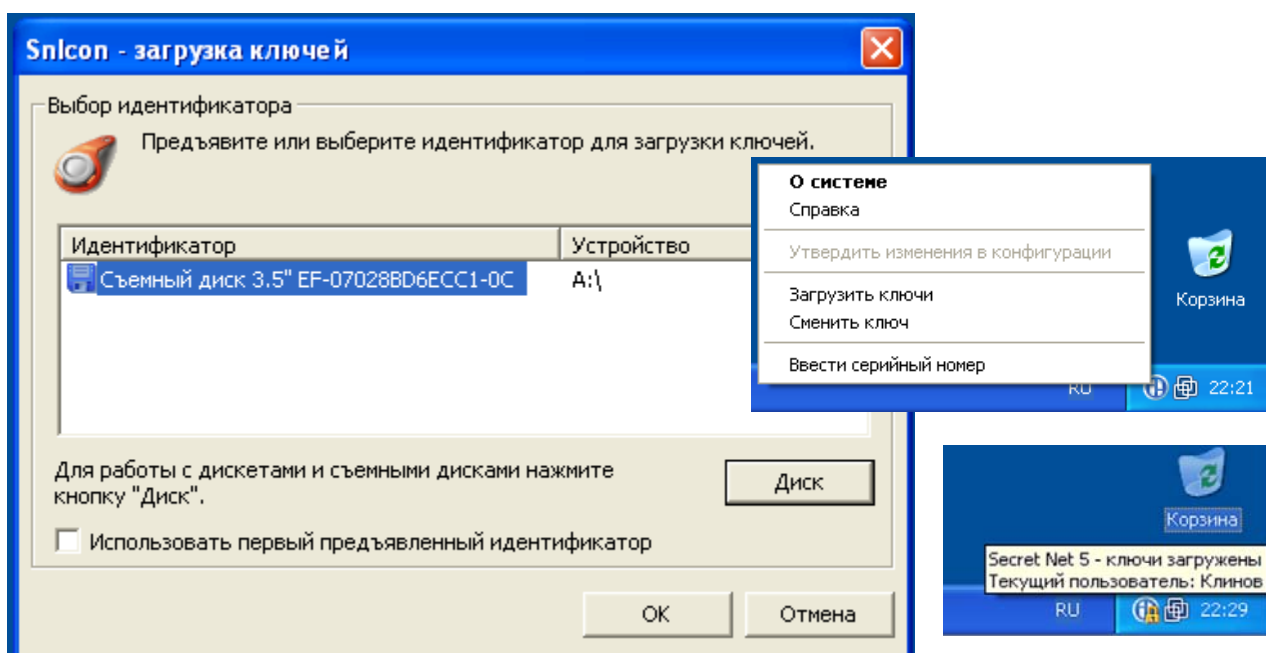 SnIcon - загрузка ключей
Выбор идентификатора
Предъявите или выберите идентификатор для загрузки ключей.
Идентификатор Устройство
Съемный диск 3.5" EF-07028BD6ECC1-0C A:\
Для работы с дискетами и съемными дисками нажмите
кнопку "Диск".
Диск
Использовать первый предъявленный идентификатор
OK Отмена
О системе
Справка
Утвердить изменения в конфигурации
Загрузить ключи
Сменить ключ
Ввести серийный номер
Корзина
RU 22:21
Корзина
Secret Net 5 - ключи загружены
Текущий пользователь: Клинов
RU 22:29